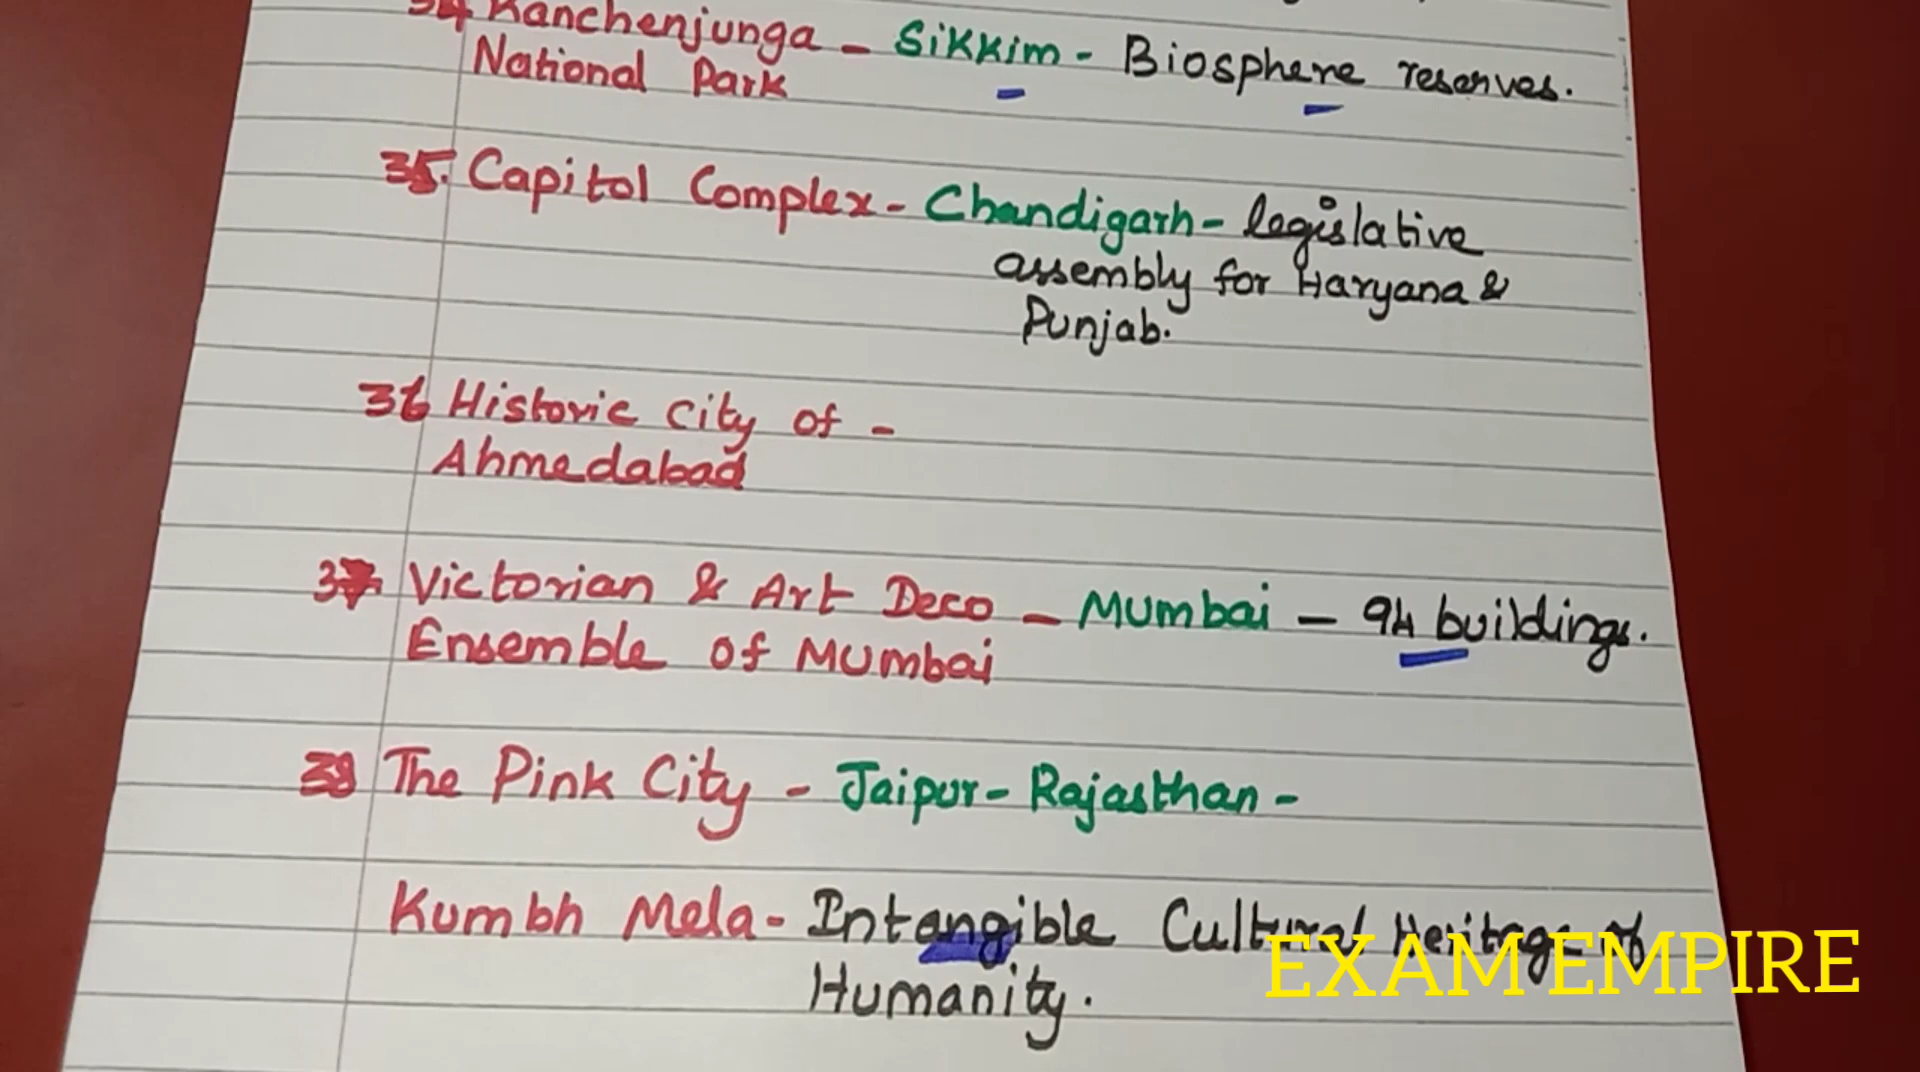 34 Kanchenjunga - Sikkim - Biosphere reserves.
National Park
35. Capitol Complex - Chandigarh - legislative
assembly for Haryana &
Punjab.
36 Historic City of -
Ahmedabad
37 Victorian & Art Deco - Mumbai - 94 buildings.
Ensemble of Mumbai
38 The Pink City - Jaipur - Rajasthan -
Kumbh Mela - Intangible Cultural Heritage of
Humanity.
EXAM EMPIRE